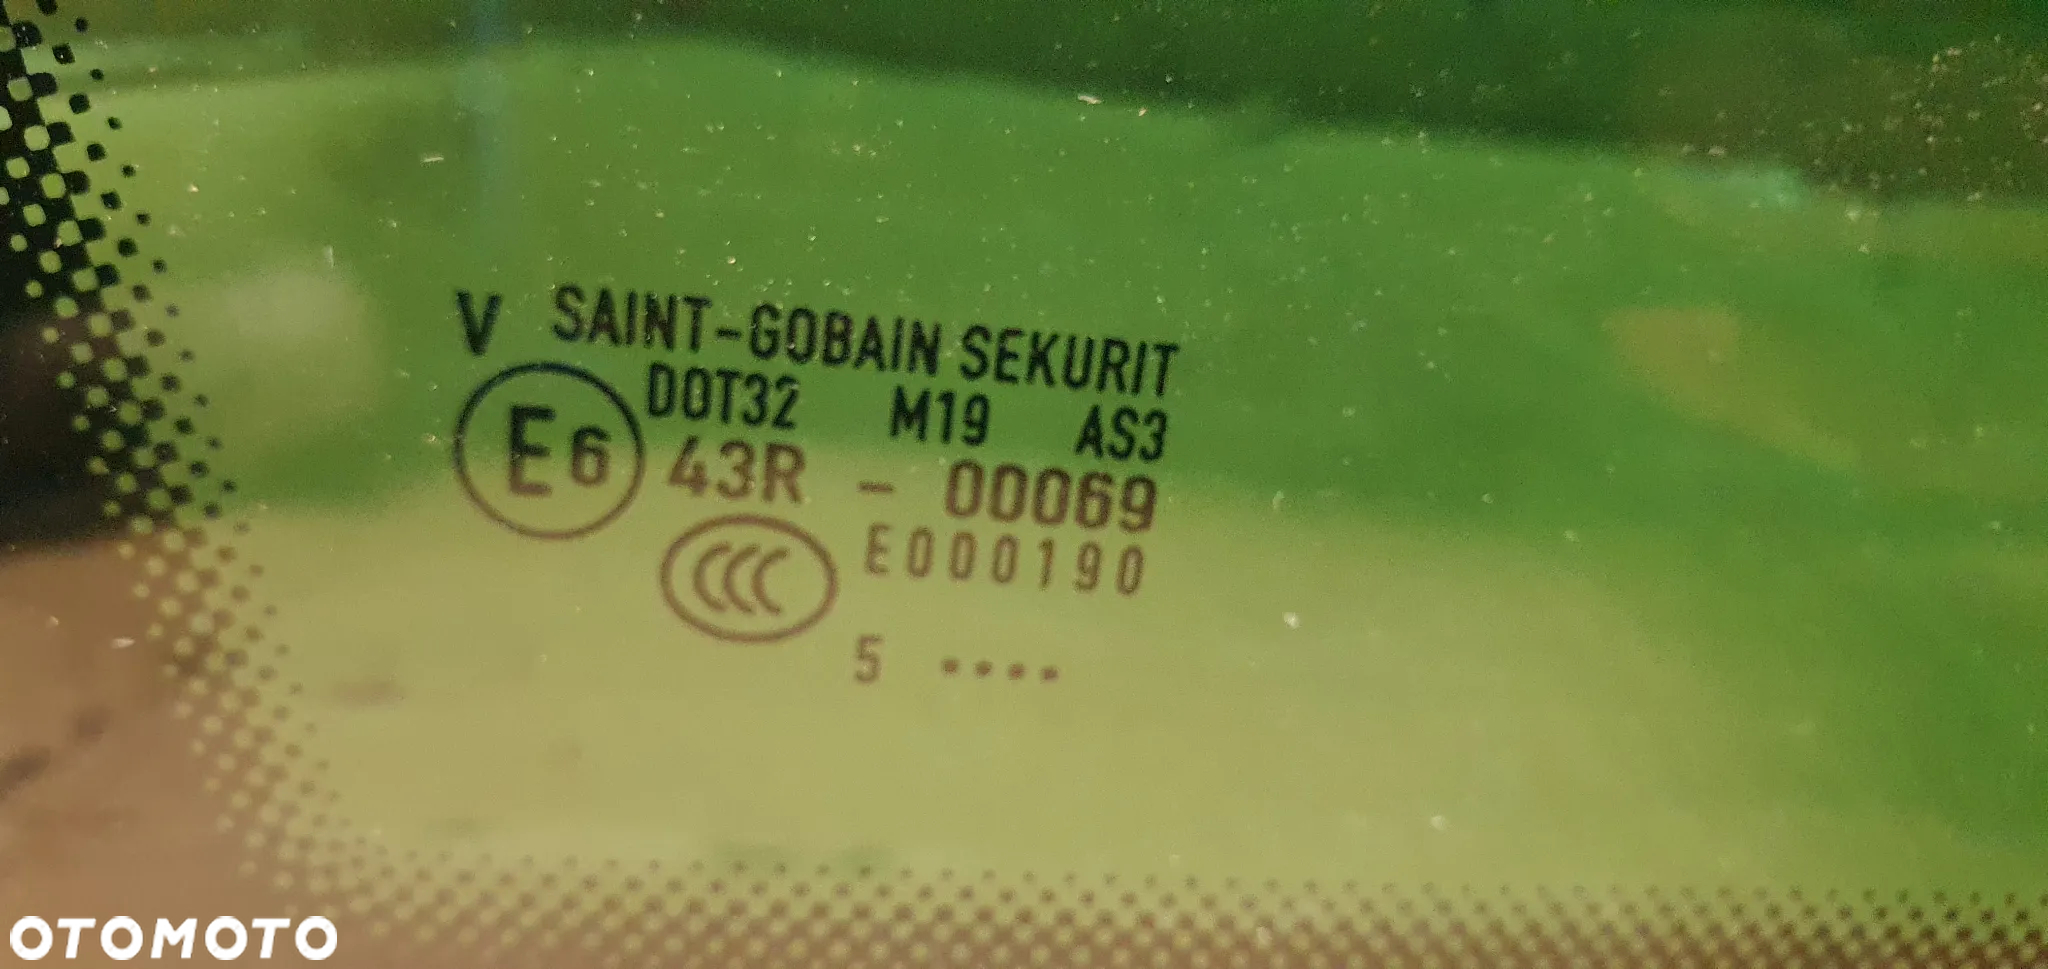 V SAINT-GOBAIN SEKURIT
DOT32 M19 AS3
E6 43R - 00069
CCC E000190
5 ····
OTOMOTO